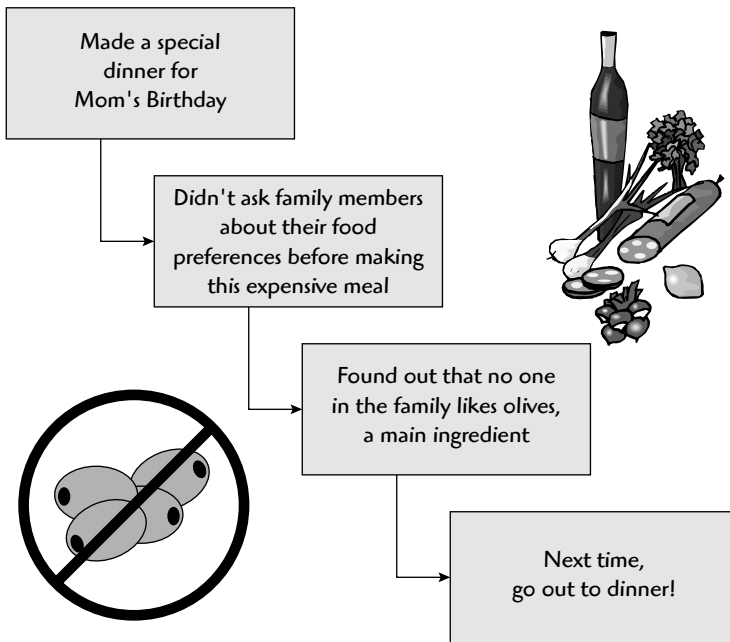 Made a special
dinner for
Mom's Birthday
Didn't ask family members
about their food
preferences before making
this expensive meal
Found out that no one
in the family likes olives,
a main ingredient
Next time,
go out to dinner!